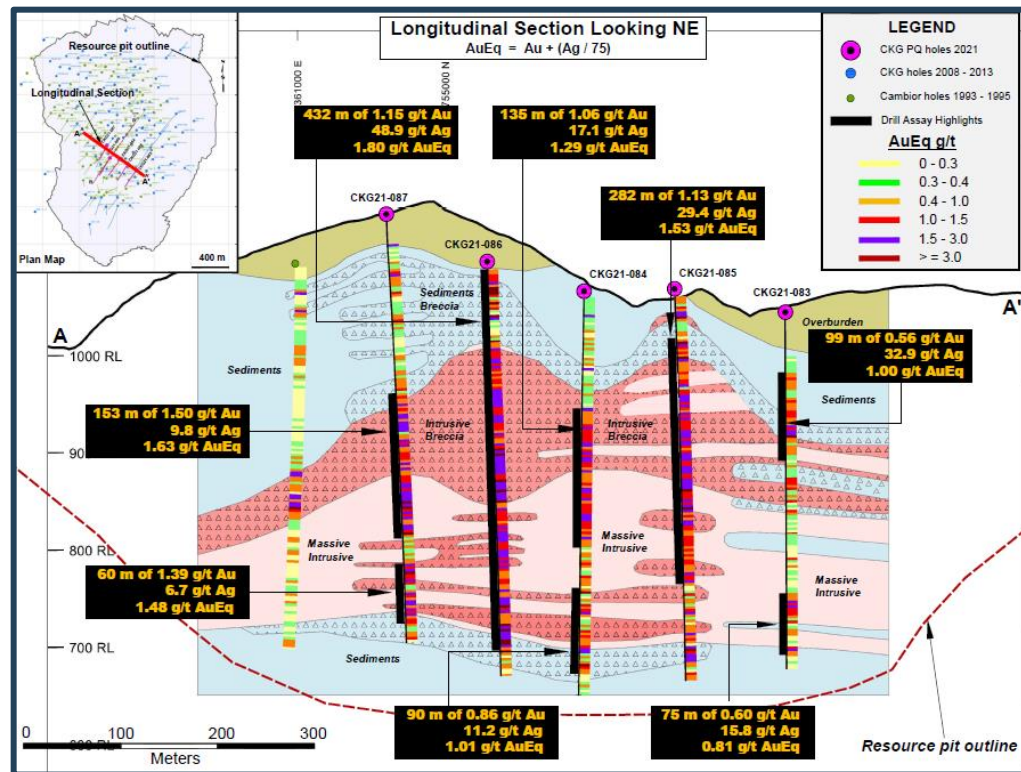 Longitudinal Section Looking NE
AuEq = Au + (Ag / 75)
Resource pit outline
Longitudinal Section
A
A'
Plan Map
400 m
361000 E
755000 N
LEGEND
CKG PQ holes 2021
CKG holes 2008 - 2013
Cambior holes 1993 - 1995
Drill Assay Highlights
AuEq g/t
0 - 0.3
0.3 - 0.4
0.4 - 1.0
1.0 - 1.5
1.5 - 3.0
> = 3.0
432 m of 1.15 g/t Au
48.9 g/t Ag
1.80 g/t AuEq
135 m of 1.06 g/t Au
17.1 g/t Ag
1.29 g/t AuEq
282 m of 1.13 g/t Au
29.4 g/t Ag
1.53 g/t AuEq
CKG21-087
CKG21-086
CKG21-084
CKG21-085
CKG21-083
A
A'
Overburden
99 m of 0.56 g/t Au
32.9 g/t Ag
1.00 g/t AuEq
1000 RL
Sediments
Sediments
Breccia
Sediments
153 m of 1.50 g/t Au
9.8 g/t Ag
1.63 g/t AuEq
Intrusive
Breccia
Intrusive
Breccia
800 RL
Massive
Intrusive
Massive
Intrusive
Massive
Intrusive
60 m of 1.39 g/t Au
6.7 g/t Ag
1.48 g/t AuEq
700 RL
Sediments
90 m of 0.86 g/t Au
11.2 g/t Ag
1.01 g/t AuEq
75 m of 0.60 g/t Au
15.8 g/t Ag
0.81 g/t AuEq
0 100 200 300
Meters
Resource pit outline